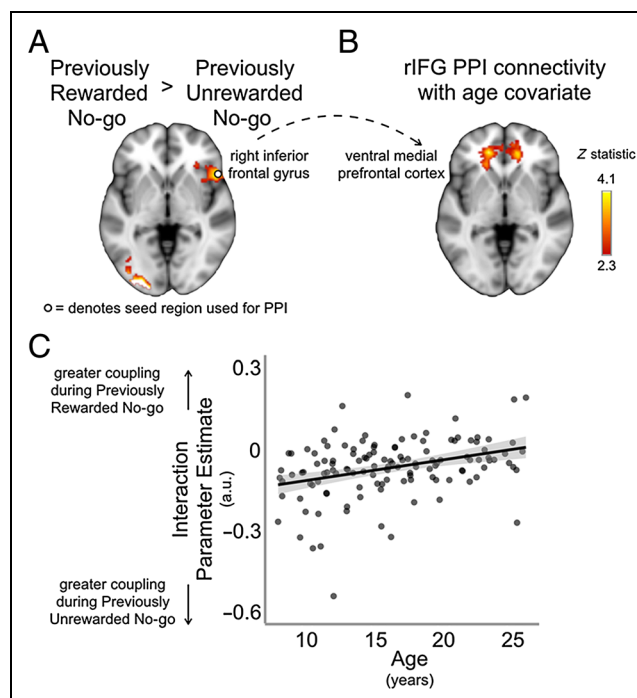 A
Previously
Rewarded
No-go
>
Previously
Unrewarded
No-go
right inferior
frontal gyrus
= denotes seed region used for PPI
B
rIFG PPI connectivity
with age covariate
ventral medial
prefrontal cortex
Z statistic
4.1
2.3
C
greater coupling
during Previously
Rewarded No-go
greater coupling
during Previously
Unrewarded No-go
Interaction
Parameter Estimate
(a.u.)
0.3
0
−0.3
−0.6
10 15 20 25
Age
(years)